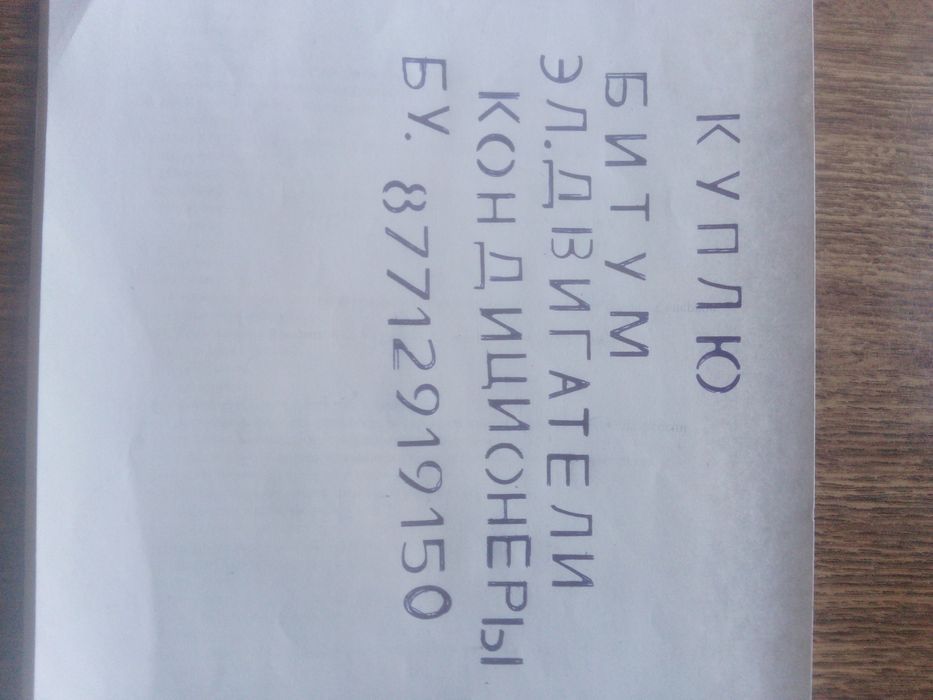 КУПЛЮ
БИТУМ
ЭЛ.ДВИГАТЕЛИ
КОНДИЦИОНЕРЫ
БУ. 87712919150